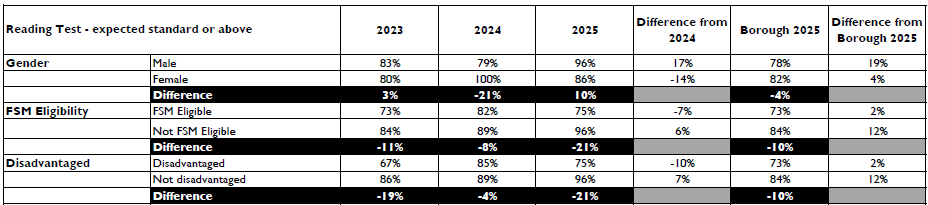 Reading Test - expected standard or above 2023 2024 2025 Difference from 2024 Borough 2025 Difference from Borough 2025
Gender Male 83% 79% 96% 17% 78% 19%
Female 80% 100% 86% -14% 82% 4%
Difference 3% -21% 10% -4%
FSM Eligibility FSM Eligible 73% 82% 75% -7% 73% 2%
Not FSM Eligible 84% 89% 96% 6% 84% 12%
Difference -11% -8% -21% -10%
Disadvantaged Disadvantaged 67% 85% 75% -10% 73% 2%
Not disadvantaged 86% 89% 96% 7% 84% 12%
Difference -19% -4% -21% -10%